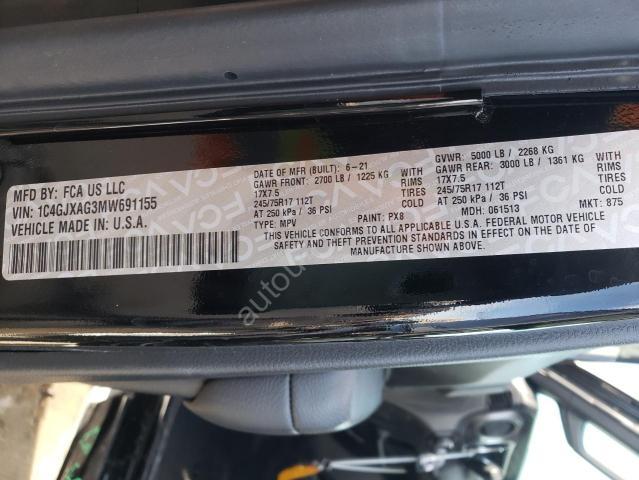 MFD BY: FCA US LLC
VIN: 1C4GJXAG3MW691155
VEHICLE MADE IN: U.S.A.
DATE OF MFR (BUILT): 6-21
GAWR FRONT: 2700 LB / 1225 KG WITH
17X7.5 RIMS
245/75R17 112T TIRES
AT 250 kPa / 36 PSI COLD
TYPE: MPV PAINT: PX8
GVWR: 5000 LB / 2268 KG
GAWR REAR: 3000 LB / 1361 KG WITH
17X7.5 RIMS
245/75R17 112T TIRES
AT 250 kPa / 36 PSI COLD
MDH: 061513 MKT: 875
THIS VEHICLE CONFORMS TO ALL APPLICABLE U.S.A. FEDERAL MOTOR VEHICLE
SAFETY, BUMPER, AND THEFT PREVENTION STANDARDS IN EFFECT ON THE DATE OF
MANUFACTURE SHOWN ABOVE.